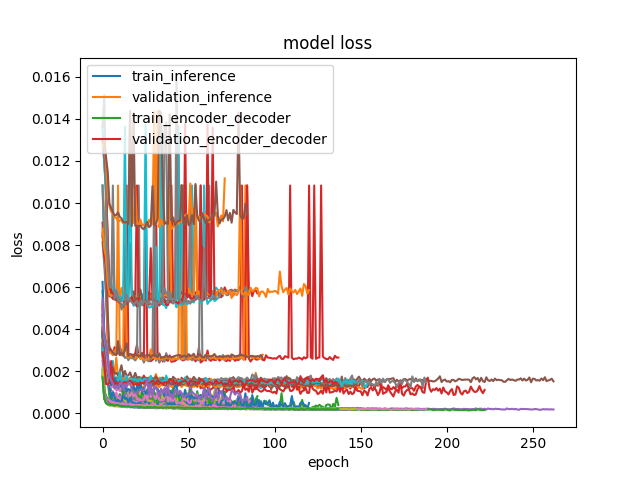 model loss
train_inference
validation_inference
train_encoder_decoder
validation_encoder_decoder
0.016
0.014
0.012
0.010
0.008
0.006
0.004
0.002
0.000
loss
0 50 100 150 200 250
epoch